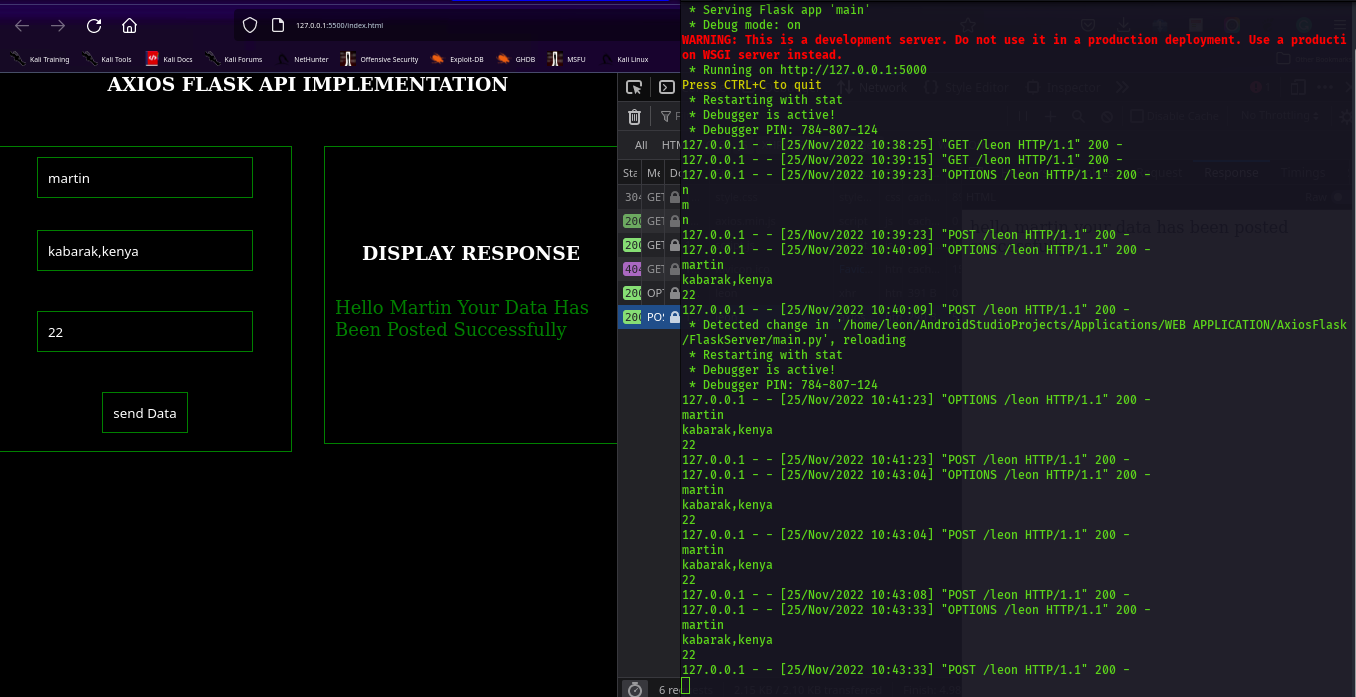 127.0.0.1:5500/index.html
Kali Training
Kali Tools
Kali Docs
Kali Forums
NetHunter
Offensive Security
Exploit-DB
GHDB
MSFU
Kali Linux
AXIOS FLASK API IMPLEMENTATION
martin
kabarak,kenya
22
send Data
DISPLAY RESPONSE
Hello Martin Your Data Has
Been Posted Successfully
All
304 GET
200 GET
200 GET
404 GET
200 OPT
200 POS
* Serving Flask app 'main'
* Debug mode: on
WARNING: This is a development server. Do not use it in a production deployment. Use a producti
on WSGI server instead.
* Running on http://127.0.0.1:5000
Press CTRL+C to quit
* Restarting with stat
* Debugger is active!
* Debugger PIN: 784-807-124
127.0.0.1 - - [25/Nov/2022 10:38:25] "GET /leon HTTP/1.1" 200 -
127.0.0.1 - - [25/Nov/2022 10:39:15] "GET /leon HTTP/1.1" 200 -
127.0.0.1 - - [25/Nov/2022 10:39:23] "OPTIONS /leon HTTP/1.1" 200 -
n
m
n
127.0.0.1 - - [25/Nov/2022 10:39:23] "POST /leon HTTP/1.1" 200 -
127.0.0.1 - - [25/Nov/2022 10:40:09] "OPTIONS /leon HTTP/1.1" 200 -
martin
kabarak,kenya
22
127.0.0.1 - - [25/Nov/2022 10:40:09] "POST /leon HTTP/1.1" 200 -
* Detected change in '/home/leon/AndroidStudioProjects/Applications/WEB APPLICATION/AxiosFlask
/FlaskServer/main.py', reloading
* Restarting with stat
* Debugger is active!
* Debugger PIN: 784-807-124
127.0.0.1 - - [25/Nov/2022 10:41:23] "OPTIONS /leon HTTP/1.1" 200 -
martin
kabarak,kenya
22
127.0.0.1 - - [25/Nov/2022 10:41:23] "POST /leon HTTP/1.1" 200 -
127.0.0.1 - - [25/Nov/2022 10:43:04] "OPTIONS /leon HTTP/1.1" 200 -
martin
kabarak,kenya
22
127.0.0.1 - - [25/Nov/2022 10:43:04] "POST /leon HTTP/1.1" 200 -
martin
kabarak,kenya
22
127.0.0.1 - - [25/Nov/2022 10:43:08] "POST /leon HTTP/1.1" 200 -
127.0.0.1 - - [25/Nov/2022 10:43:33] "OPTIONS /leon HTTP/1.1" 200 -
martin
kabarak,kenya
22
127.0.0.1 - - [25/Nov/2022 10:43:33] "POST /leon HTTP/1.1" 200 -